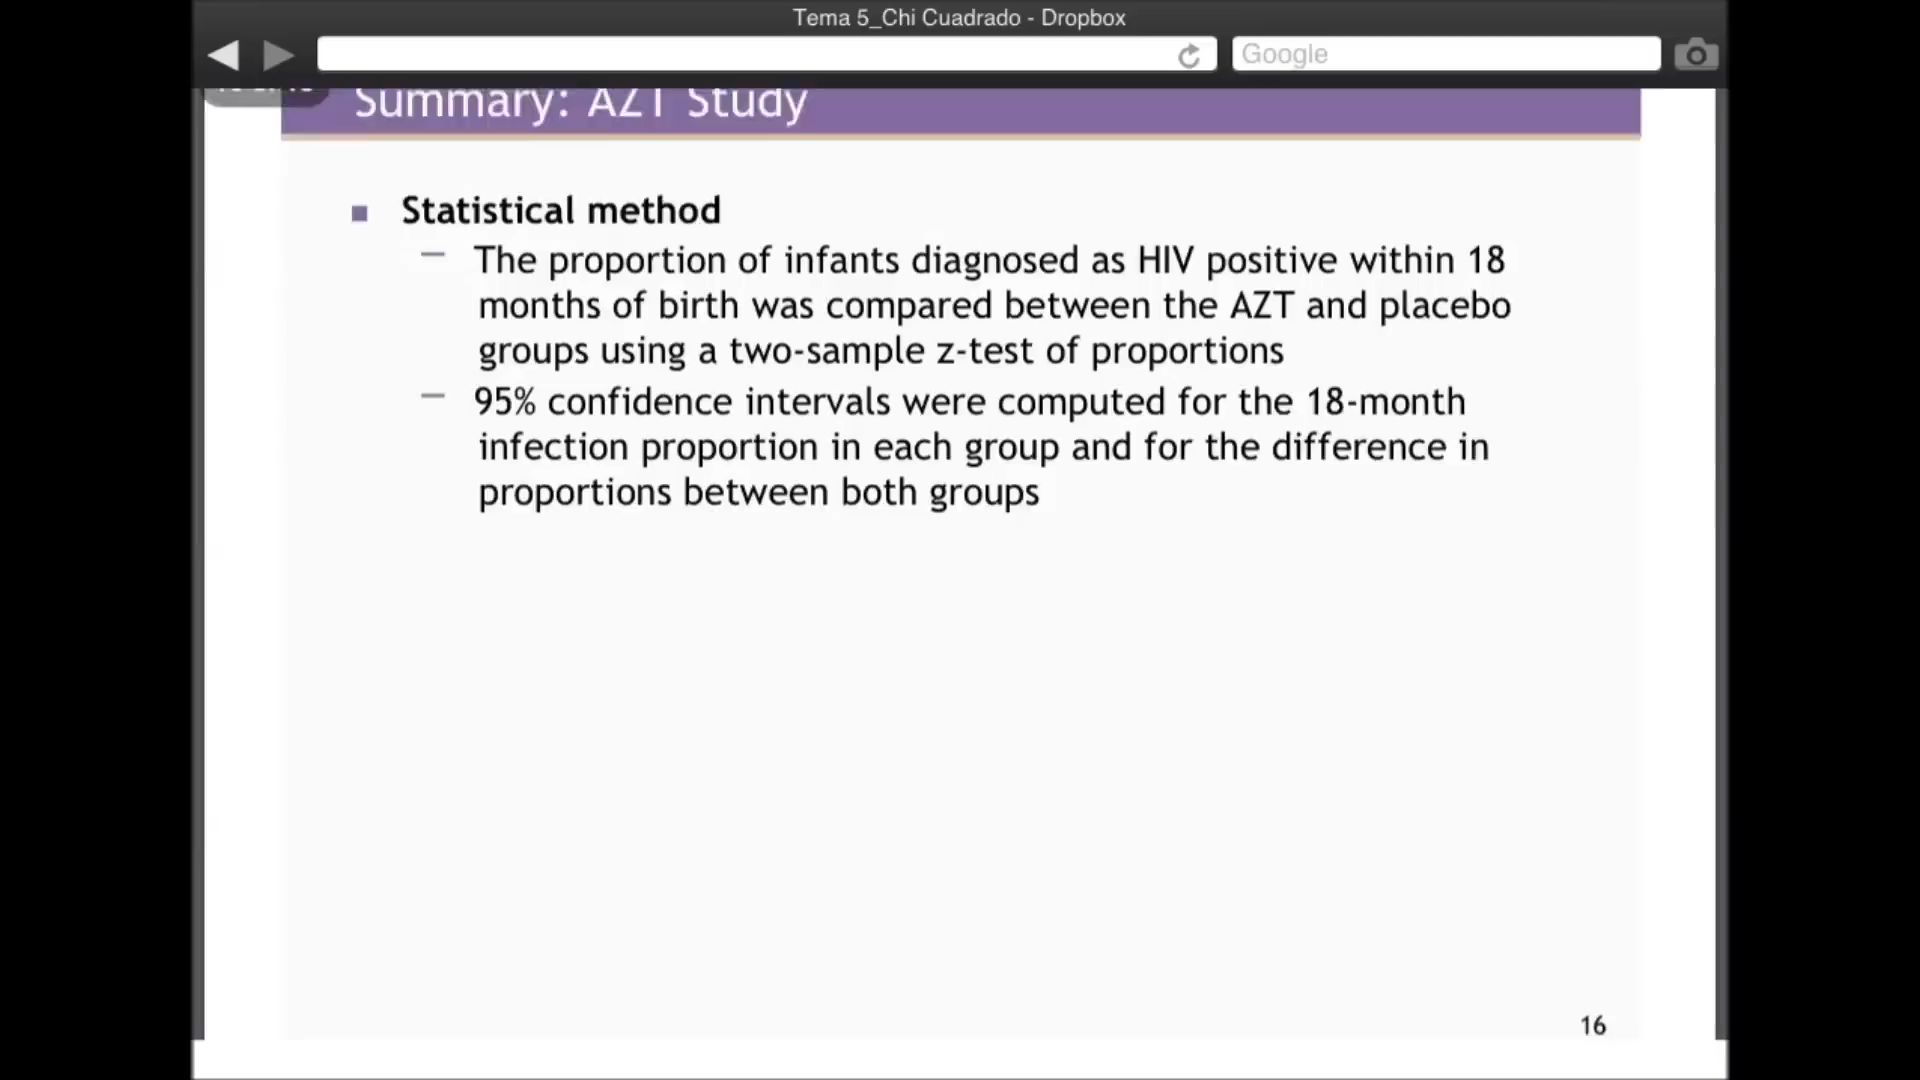 Tema 5_Chi Cuadrado - Dropbox
Google
Summary: AZT Study
Statistical method
The proportion of infants diagnosed as HIV positive within 18
months of birth was compared between the AZT and placebo
groups using a two-sample z-test of proportions
95% confidence intervals were computed for the 18-month
infection proportion in each group and for the difference in
proportions between both groups
16